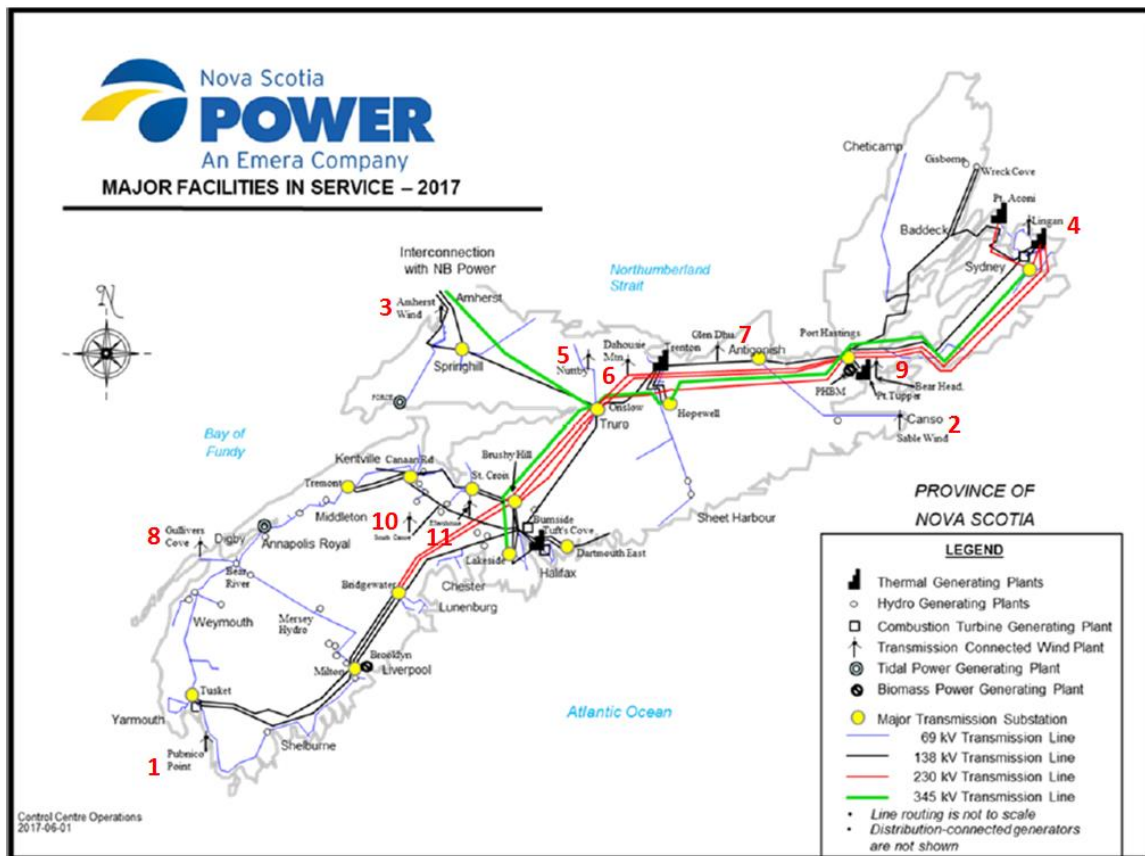 Nova Scotia
POWER
An Emera Company
MAJOR FACILITIES IN SERVICE – 2017
N
Interconnection
with NB Power
Northumberland
Strait
Cheticamp
Gisborne
Wreck Cove
Pt. Aconi
Lingan
4
Baddeck
Sydney
3
Amherst
Wind
Amherst
Springhill
5
Nuttby
Dalhousie
Mtn.
6
Trenton
Glen Dhu
7
Antigonish
Port Hastings
9
PHBM
Pt.Tupper
Bear Head.
FORCE
Onslow
Truro
Hopewell
Canso
2
Sable Wind
Bay of
Fundy
Kentville
Canaan Rd
Brushy Hill
St. Croix
Tremont
Middleton
10
South Canoe
11
Ellershouse
Burnside
Tuft's Cove
Sheet Harbour
8
Gullivers
Cove
Digby
Annapolis Royal
Lakeside
Dartmouth East
Halifax
Bear
River
Bridgewater
Chester
Lunenburg
Weymouth
Mersey
Hydro
Milton
Brooklyn
Liverpool
Tusket
Yarmouth
Atlantic Ocean
1
Pubnico
Point
Shelburne
PROVINCE OF
NOVA SCOTIA
LEGEND
Thermal Generating Plants
Hydro Generating Plants
Combustion Turbine Generating Plant
Transmission Connected Wind Plant
Tidal Power Generating Plant
Biomass Power Generating Plant
Major Transmission Substation
69 kV Transmission Line
138 kV Transmission Line
230 kV Transmission Line
345 kV Transmission Line
• Line routing is not to scale
• Distribution-connected generators
are not shown
Control Centre Operations
2017-06-01